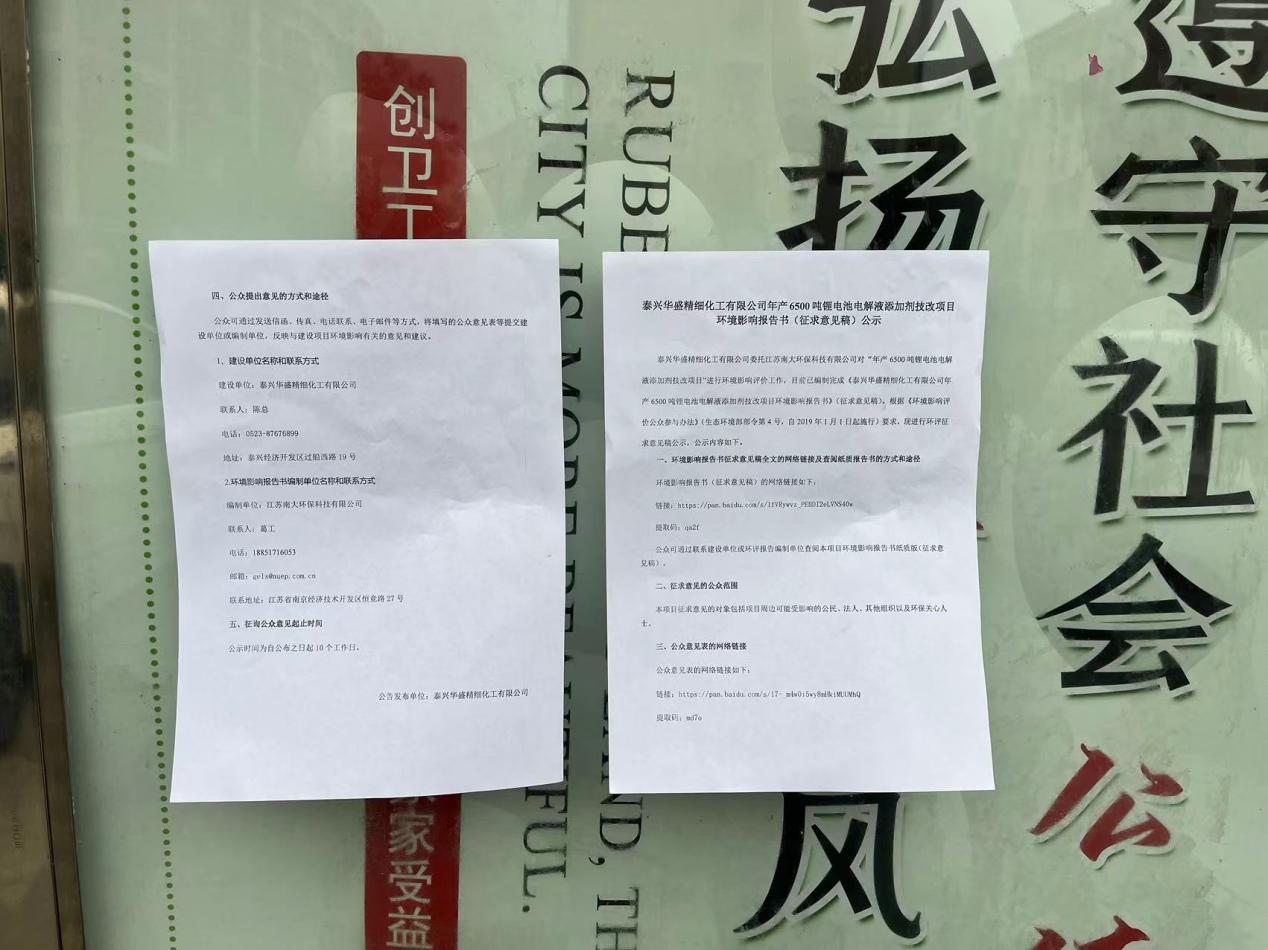 泰兴华盛精细化工有限公司年产6500吨锂电池电解液添加剂技改项目
环境影响报告书（征求意见稿）公示
泰兴华盛精细化工有限公司委托江苏南大环保科技有限公司对“年产6500吨锂电池电解
液添加剂技改项目”进行环境影响评价工作，目前已编制完成《泰兴华盛精细化工有限公司年
产6500吨锂电池电解液添加剂技改项目环境影响报告书》（征求意见稿）。根据《环境影响评
价公众参与办法》（生态环境部部令第4号，自2019年1月1日起施行）要求，现进行环评征
求意见稿公示，公示内容如下。
一、环境影响报告书征求意见稿全文的网络链接及查阅纸质报告书的方式和途径
环境影响报告书（征求意见稿）的网络链接如下：
链接：
提取码：qa2f
公众可通过联系建设单位或环评报告编制单位查阅本项目环境影响报告书纸质版（征求意
见稿）。
二、征求意见的公众范围
本项目征求意见的对象包括项目周边可能受影响的公民、法人、其他组织以及环保关心人
士。
三、公众意见表的网络链接
公众意见表的网络链接如下：
链接：
提取码：md7o
四、公众提出意见的方式和途径
公众可通过发送信函、传真、电话联系、电子邮件等方式，将填写的公众意见表等提交建
设单位或编制单位，反映与建设项目环境影响有关的意见和建议。
1、建设单位名称和联系方式
建设单位：泰兴华盛精细化工有限公司
联系人：陈总
电话：0523-87676899
地址：泰兴经济开发区过船西路19号
2.环境影响报告书编制单位名称和联系方式
编制单位：江苏南大环保科技有限公司
联系人：葛工
电话：18851716053
邮箱：gelx@nuep.com.cn
联系地址：江苏省南京经济技术开发区恒竞路27号
五、征询公众意见起止时间
公示时间为自公布之日起10个工作日。
公告发布单位：泰兴华盛精细化工有限公司
创卫工
家受益
CITY IS MORE BEAUTIFUL.
弘扬
风
守社会公